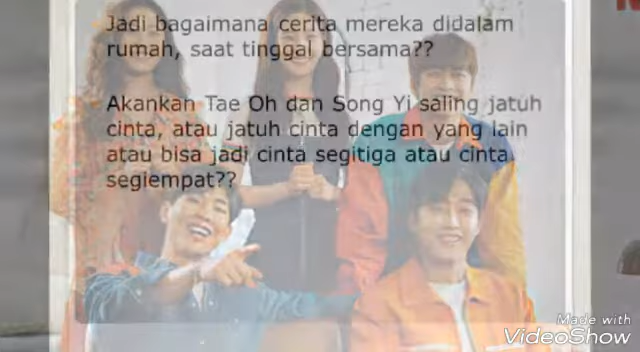 Jadi bagaimana cerita mereka didalam
rumah, saat tinggal bersama??
Akankan Tae Oh dan Song Yi saling jatuh
cinta, atau jatuh cinta dengan yang lain
atau bisa jadi cinta segitiga atau cinta
segiempat??
Made with
VideoShow